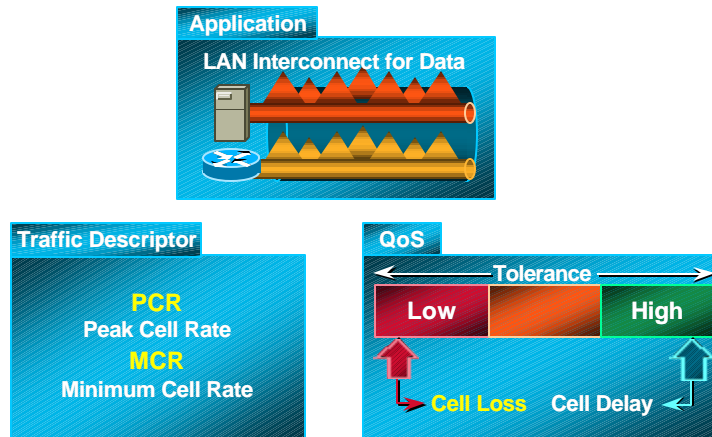 Application
LAN Interconnect for Data
Traffic Descriptor
PCR
Peak Cell Rate
MCR
Minimum Cell Rate
QoS
Tolerance
Low High
Cell Loss Cell Delay